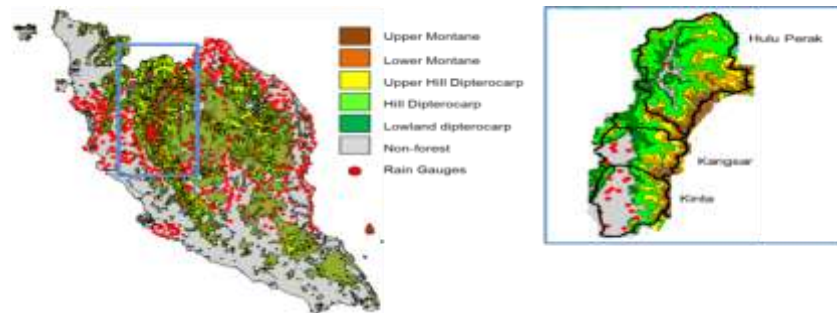 Upper Montane
Lower Montane
Upper Hill Dipterocarp
Hill Dipterocarp
Lowland dipterocarp
Non-forest
Rain Gauges
Hulu Perak
Kangsar
Kinta